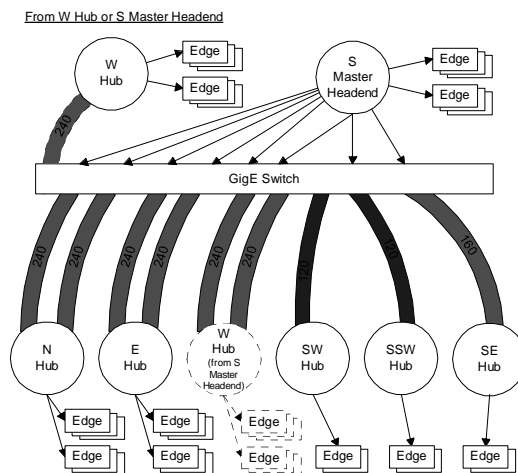 From W Hub or S Master Headend
W
Hub
Edge
Edge
S
Master
Headend
Edge
Edge
240
GigE Switch
240
240
240
240
240
240
120
120
160
N
Hub
E
Hub
W
Hub
(from S
Master
Headend)
SW
Hub
SSW
Hub
SE
Hub
Edge
Edge
Edge
Edge
Edge
Edge
Edge
Edge
Edge